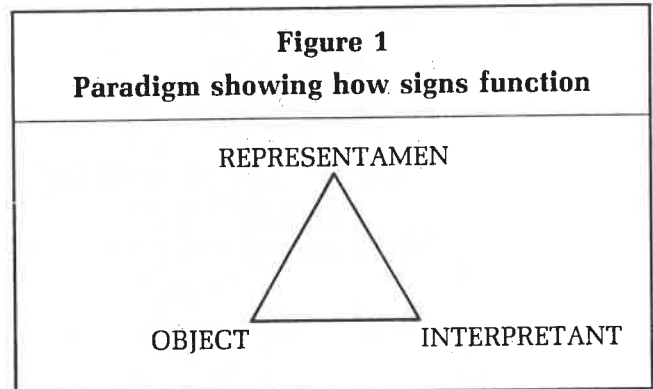 Figure 1
Paradigm showing how signs function
REPRESENTAMEN
OBJECT
INTERPRETANT